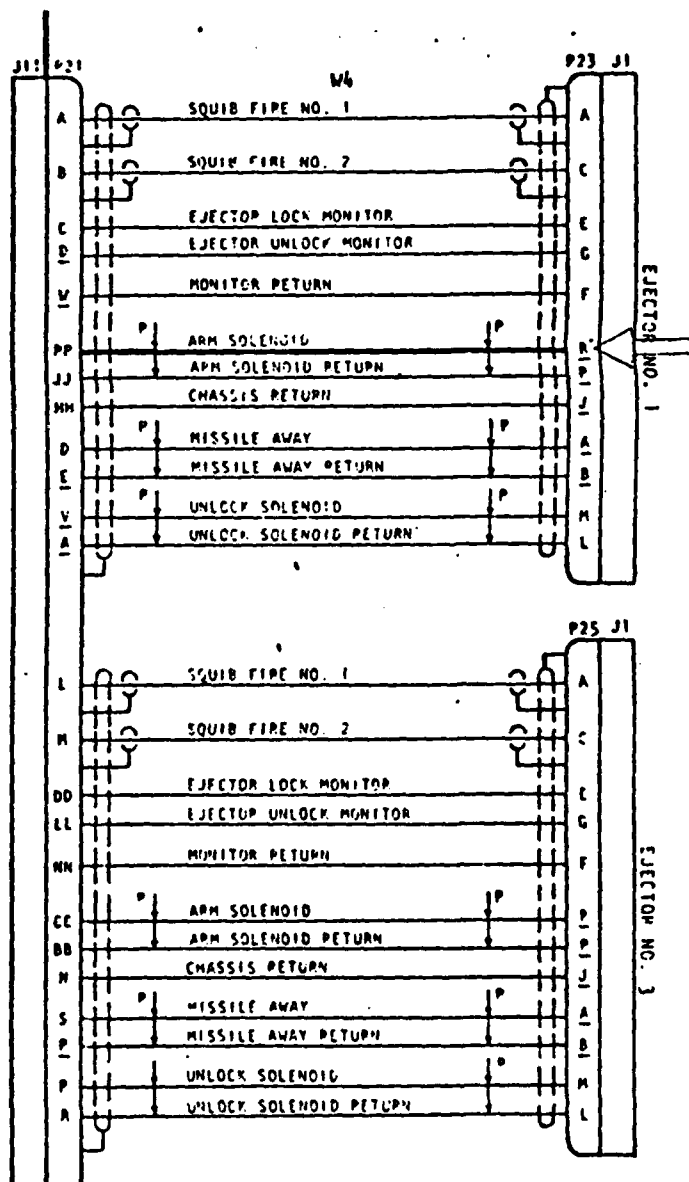 J11 P21 W4 P23 J1
A SQUIB FIRE NO. 1 A
B SQUIB FIRE NO. 2 C
C EJECTOR LOCK MONITOR E
D EJECTOR UNLOCK MONITOR G
W MONITOR RETURN F
P P
PP ARM SOLENOID R
JJ ARM SOLENOID RETURN P
MM CHASSIS RETURN J
P P
D MISSILE AWAY A
E MISSILE AWAY RETURN B
P P
V UNLOCK SOLENOID M
A UNLOCK SOLENOID RETURN L
EJECTOR NO. 1
P25 J1
L SQUIB FIRE NO. 1 A
M SQUIB FIRE NO. 2 C
DD EJECTOR LOCK MONITOR E
LL EJECTOR UNLOCK MONITOR G
NN MONITOR RETURN F
P P
CC ARM SOLENOID
BB ARM SOLENOID RETURN P
N CHASSIS RETURN J
P P
S MISSILE AWAY A
P MISSILE AWAY RETURN B
P UNLOCK SOLENOID M
R UNLOCK SOLENOID RETURN L
EJECTOR NO. 3